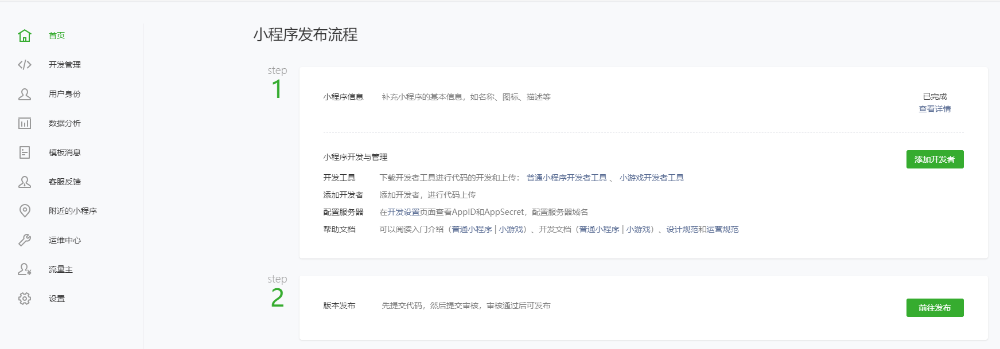 首页
开发管理
用户身份
数据分析
模板消息
客服反馈
附近的小程序
运维中心
流量主
设置
小程序发布流程
step
1
小程序信息 补充小程序的基本信息，如名称、图标、描述等 已完成
查看详情
小程序开发与管理 添加开发者
开发工具 下载开发者工具进行代码的开发和上传： 普通小程序开发者工具 、 小游戏开发者工具
添加开发者 添加开发者，进行代码上传
配置服务器 在开发设置页面查看AppID和AppSecret，配置服务器域名
帮助文档 可以阅读入门介绍（普通小程序 | 小游戏）、开发文档（普通小程序 | 小游戏）、设计规范和运营规范
step
2
版本发布 先提交代码，然后提交审核，审核通过后可发布 前往发布